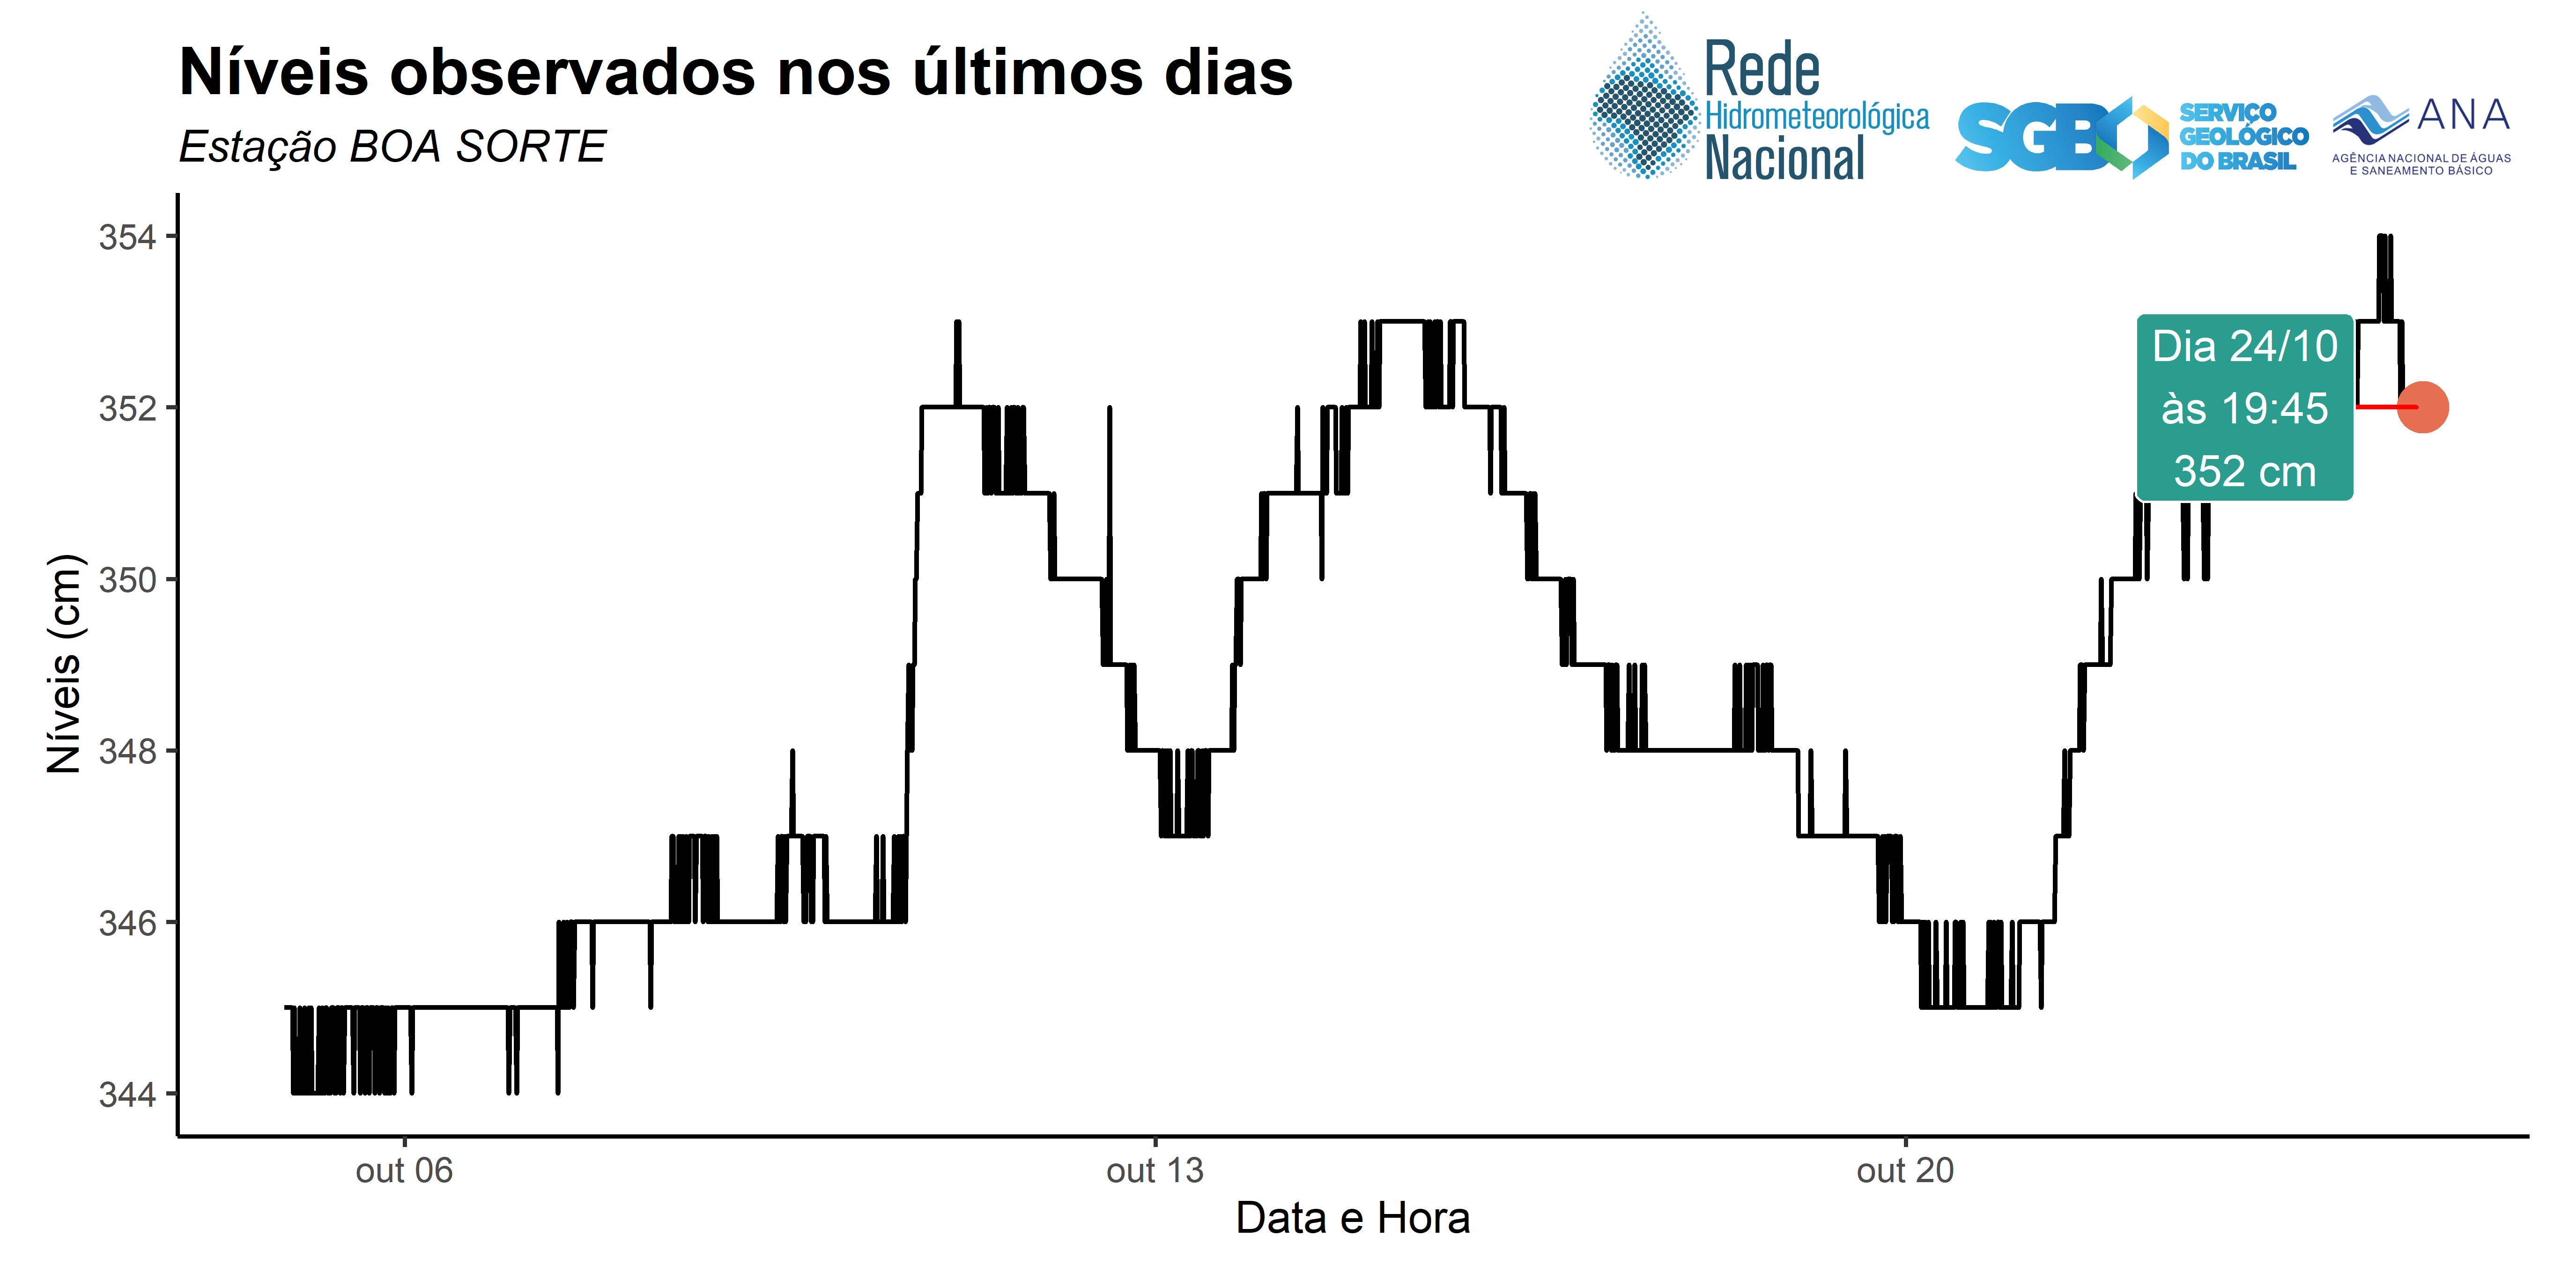 Níveis observados nos últimos dias
Estação BOA SORTE
Rede
Hidrometeorológica
Nacional
SGB
SERVIÇO
GEOLÓGICO
DO BRASIL
ANA
AGÊNCIA NACIONAL DE ÁGUAS
E SANEAMENTO BÁSICO
354
352
350
348
346
344
Níveis (cm)
Dia 24/10
às 19:45
352 cm
out 06
out 13
out 20
Data e Hora